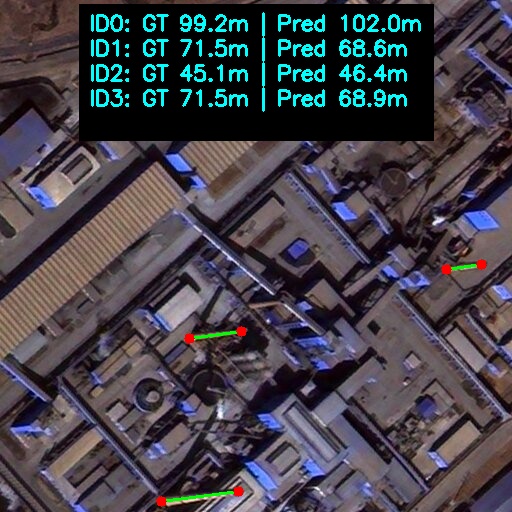 ID0: GT 99.2m | Pred 102.0m
ID1: GT 71.5m | Pred 68.6m
ID2: GT 45.1m | Pred 46.4m
ID3: GT 71.5m | Pred 68.9m